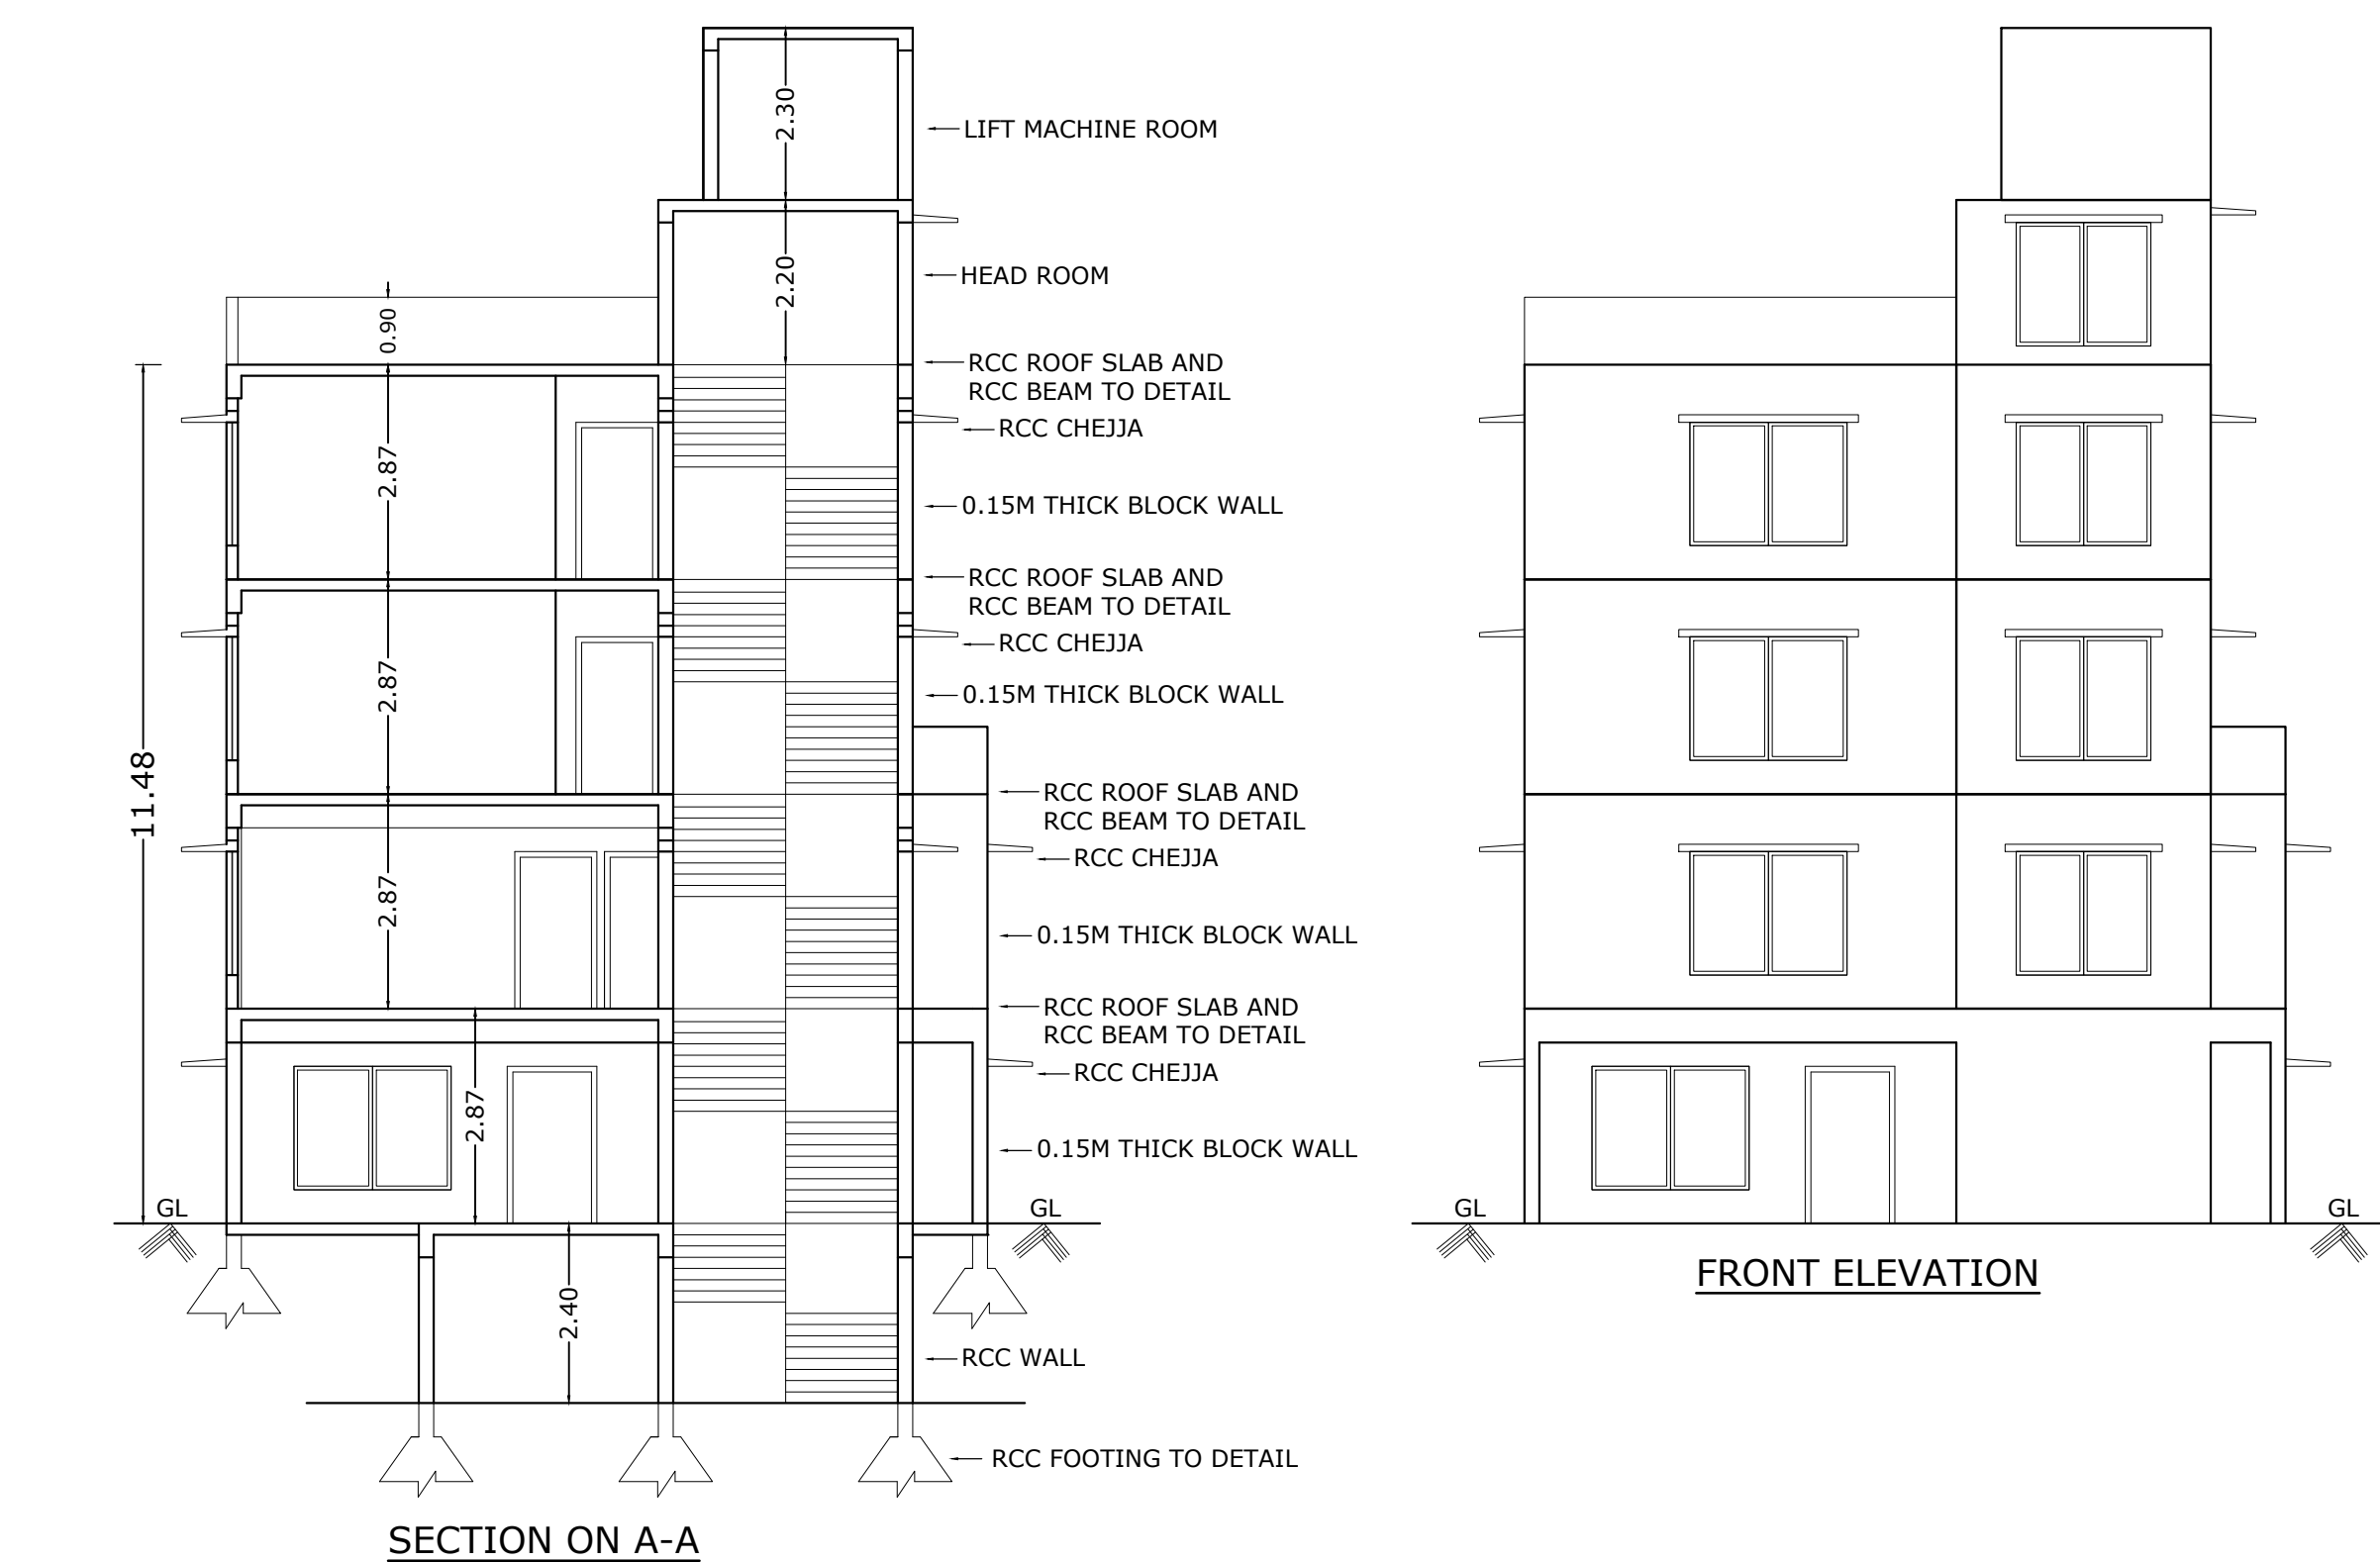 2.30
LIFT MACHINE ROOM
2.20
HEAD ROOM
0.90
RCC ROOF SLAB AND
RCC BEAM TO DETAIL
RCC CHEJJA
2.87
0.15M THICK BLOCK WALL
RCC ROOF SLAB AND
RCC BEAM TO DETAIL
RCC CHEJJA
2.87
0.15M THICK BLOCK WALL
11.48
RCC ROOF SLAB AND
RCC BEAM TO DETAIL
RCC CHEJJA
2.87
0.15M THICK BLOCK WALL
RCC ROOF SLAB AND
RCC BEAM TO DETAIL
RCC CHEJJA
2.87
0.15M THICK BLOCK WALL
GL
GL
2.40
RCC WALL
RCC FOOTING TO DETAIL
SECTION ON A-A
GL
GL
FRONT ELEVATION